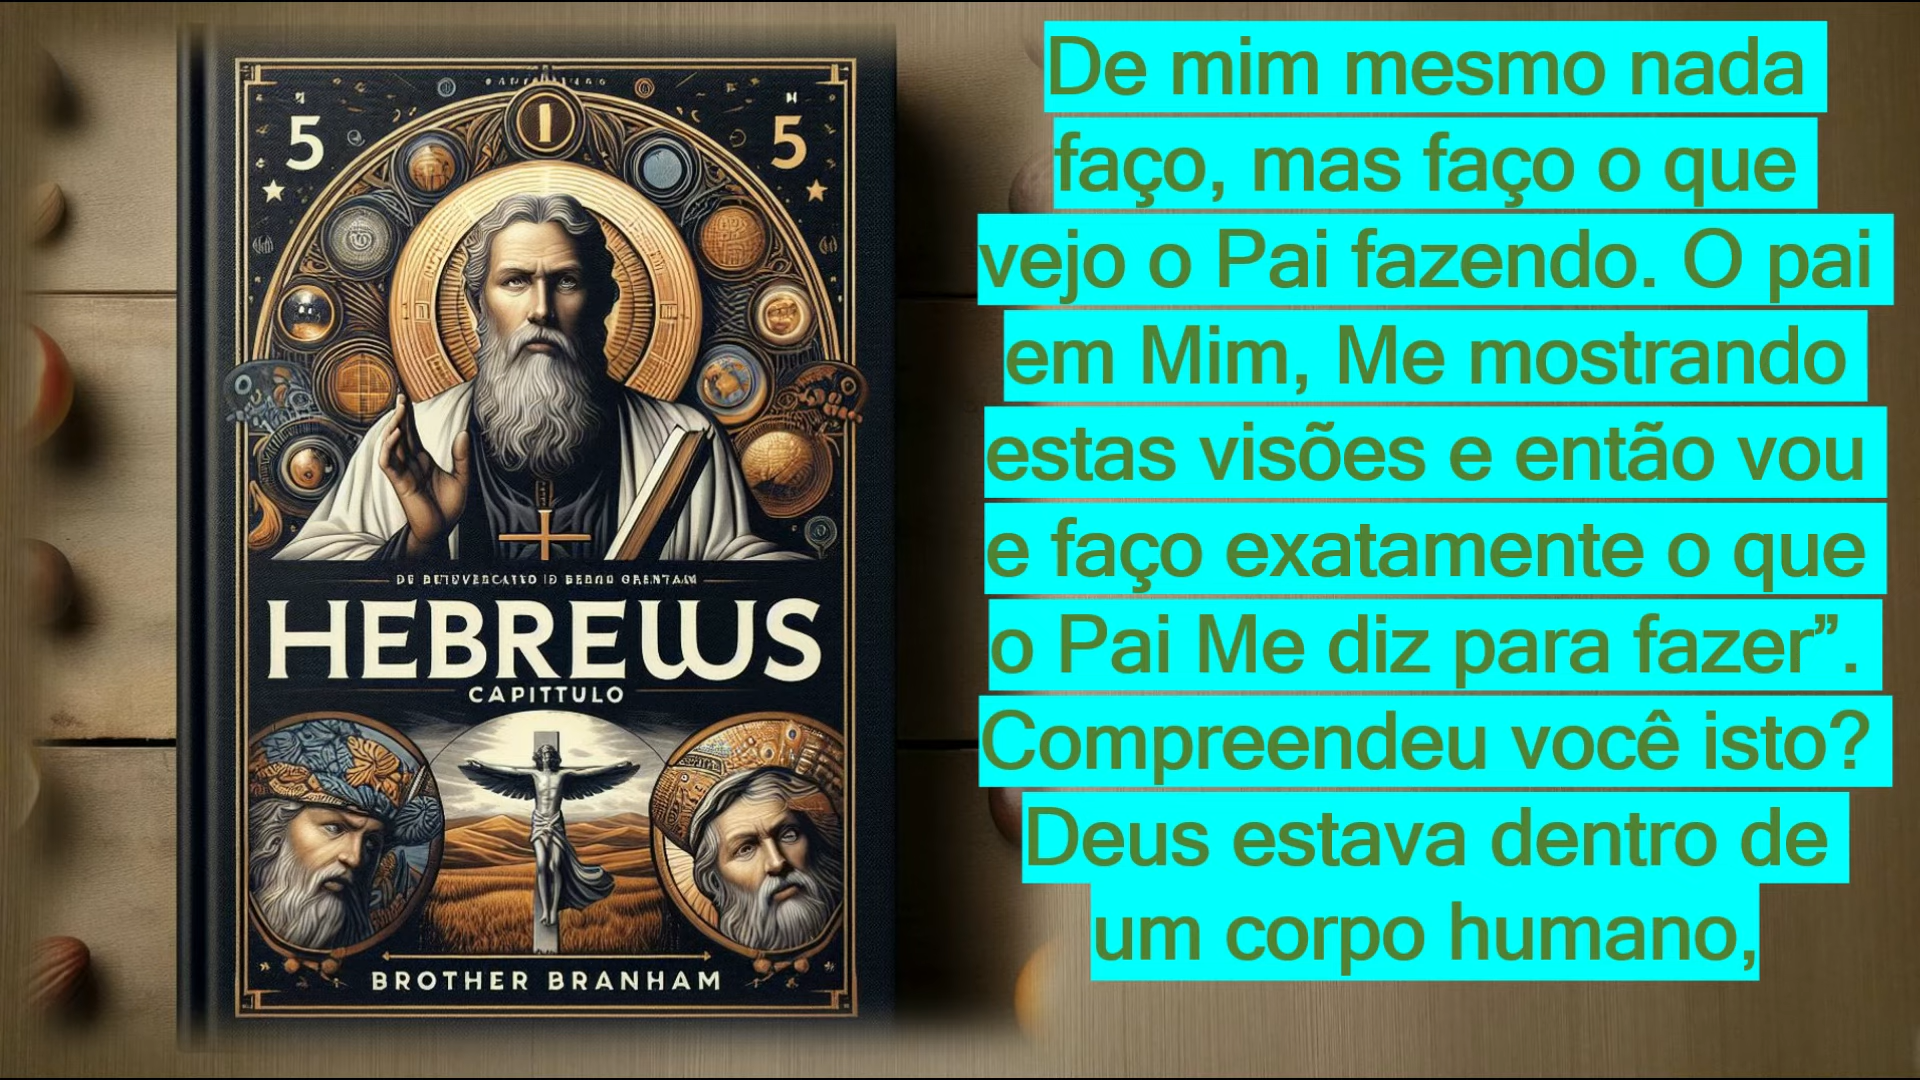 5
5
HEBREWS
CAPITTULO
BROTHER BRANHAM
De mim mesmo nada
faço, mas faço o que
vejo o Pai fazendo. O pai
em Mim, Me mostrando
estas visões e então vou
e faço exatamente o que
o Pai Me diz para fazer”.
Compreendeu você isto?
Deus estava dentro de
um corpo humano,